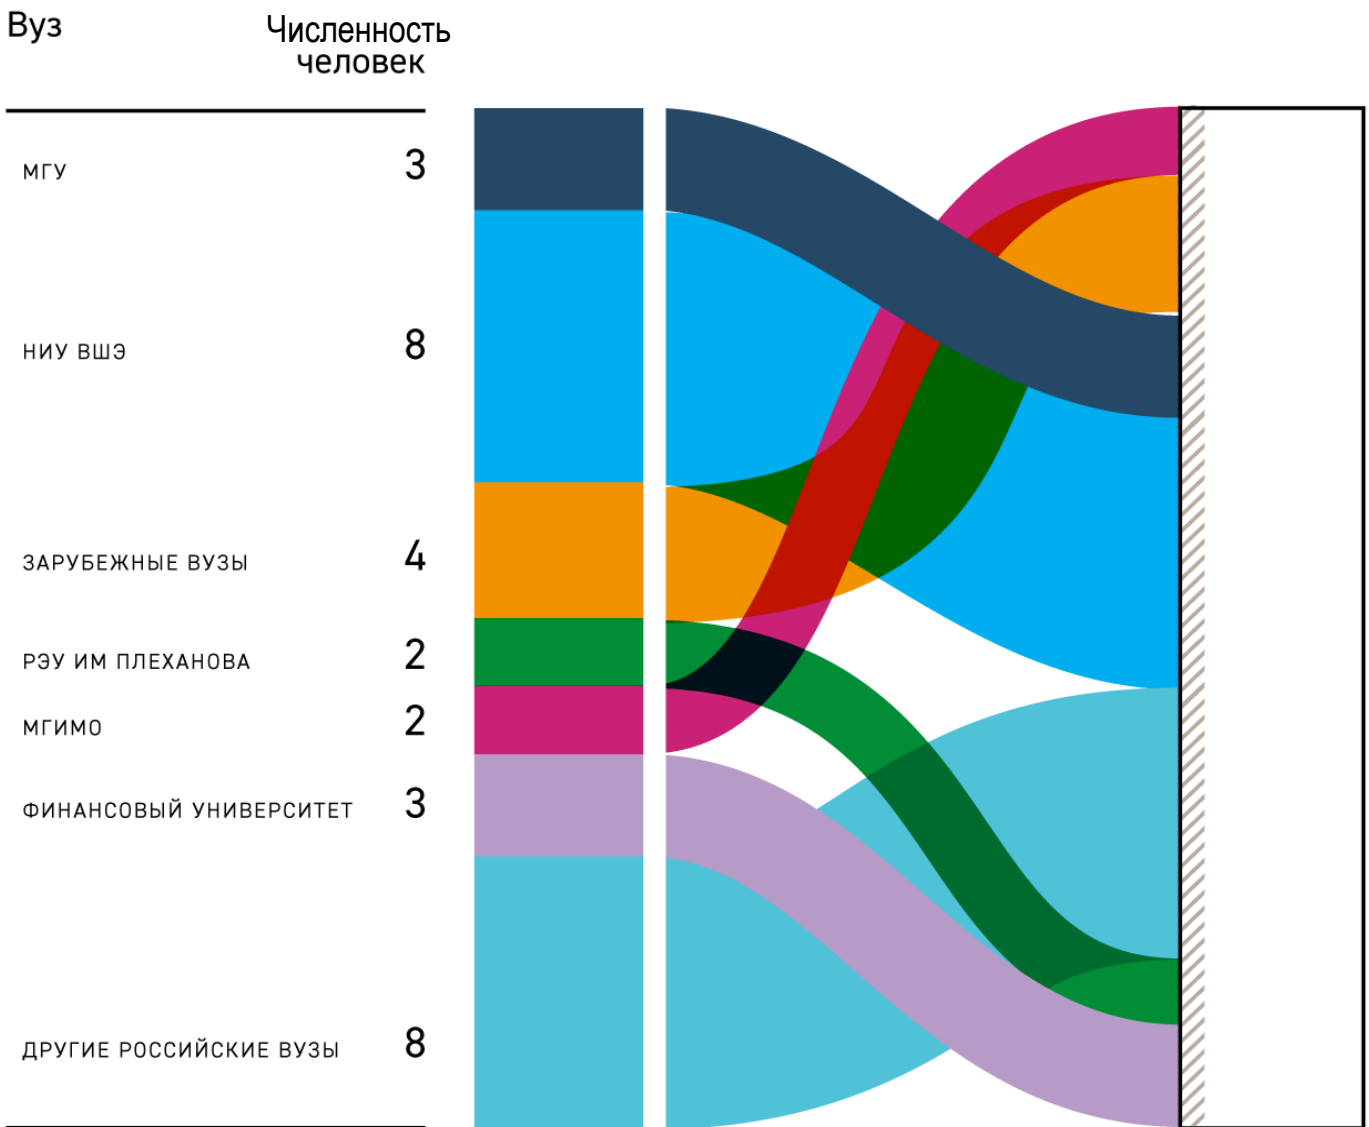 Вуз
Численность
человек
МГУ 3
НИУ ВШЭ 8
ЗАРУБЕЖНЫЕ ВУЗЫ 4
РЭУ ИМ ПЛЕХАНОВА 2
МГИМО 2
ФИНАНСОВЫЙ УНИВЕРСИТЕТ 3
ДРУГИЕ РОССИЙСКИЕ ВУЗЫ 8